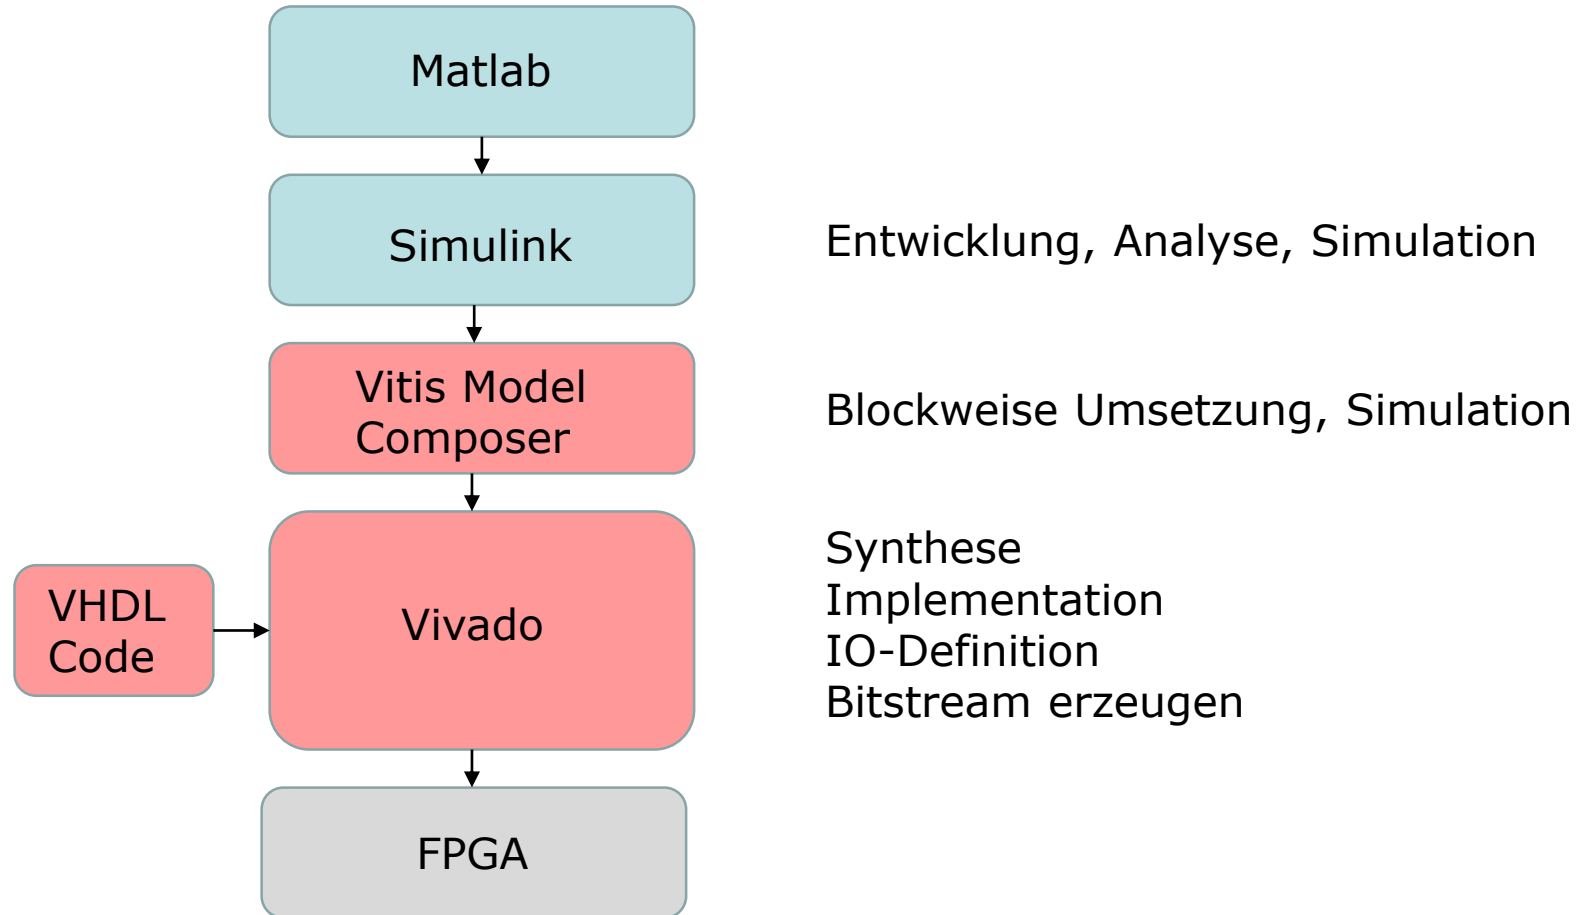 Matlab
Simulink
Entwicklung, Analyse, Simulation
Vitis Model
Composer
Blockweise Umsetzung, Simulation
VHDL
Code
Vivado
Synthese
Implementation
IO-Definition
Bitstream erzeugen
FPGA